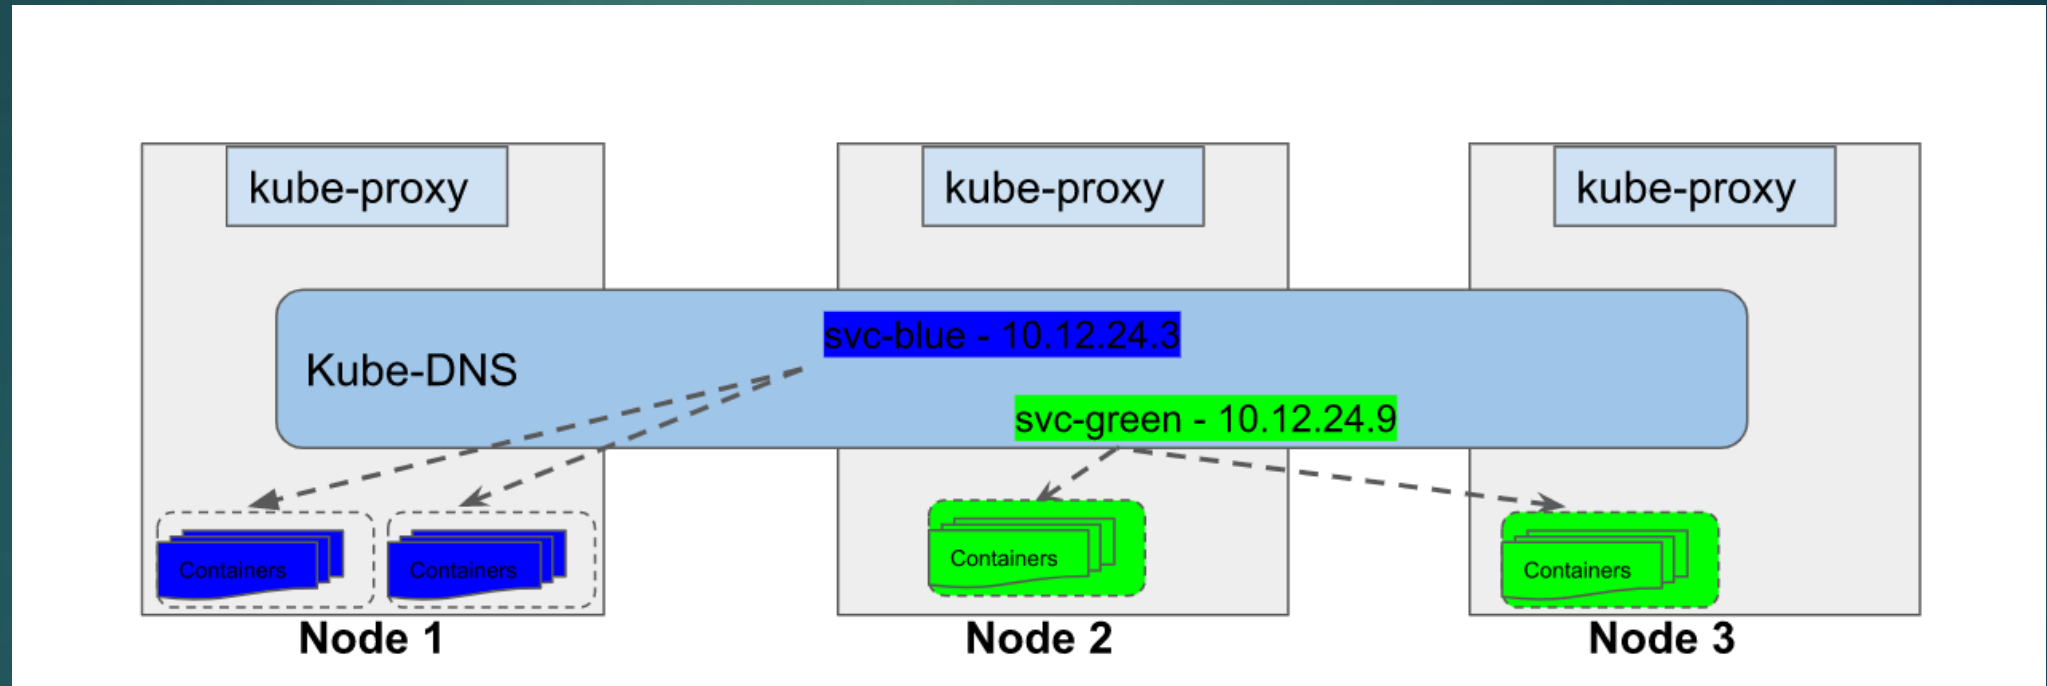 kube-proxy
kube-proxy
kube-proxy
svc-blue - 10.12.24.3
Kube-DNS
svc-green - 10.12.24.9
Containers
Containers
Containers
Containers
Node 1
Node 2
Node 3